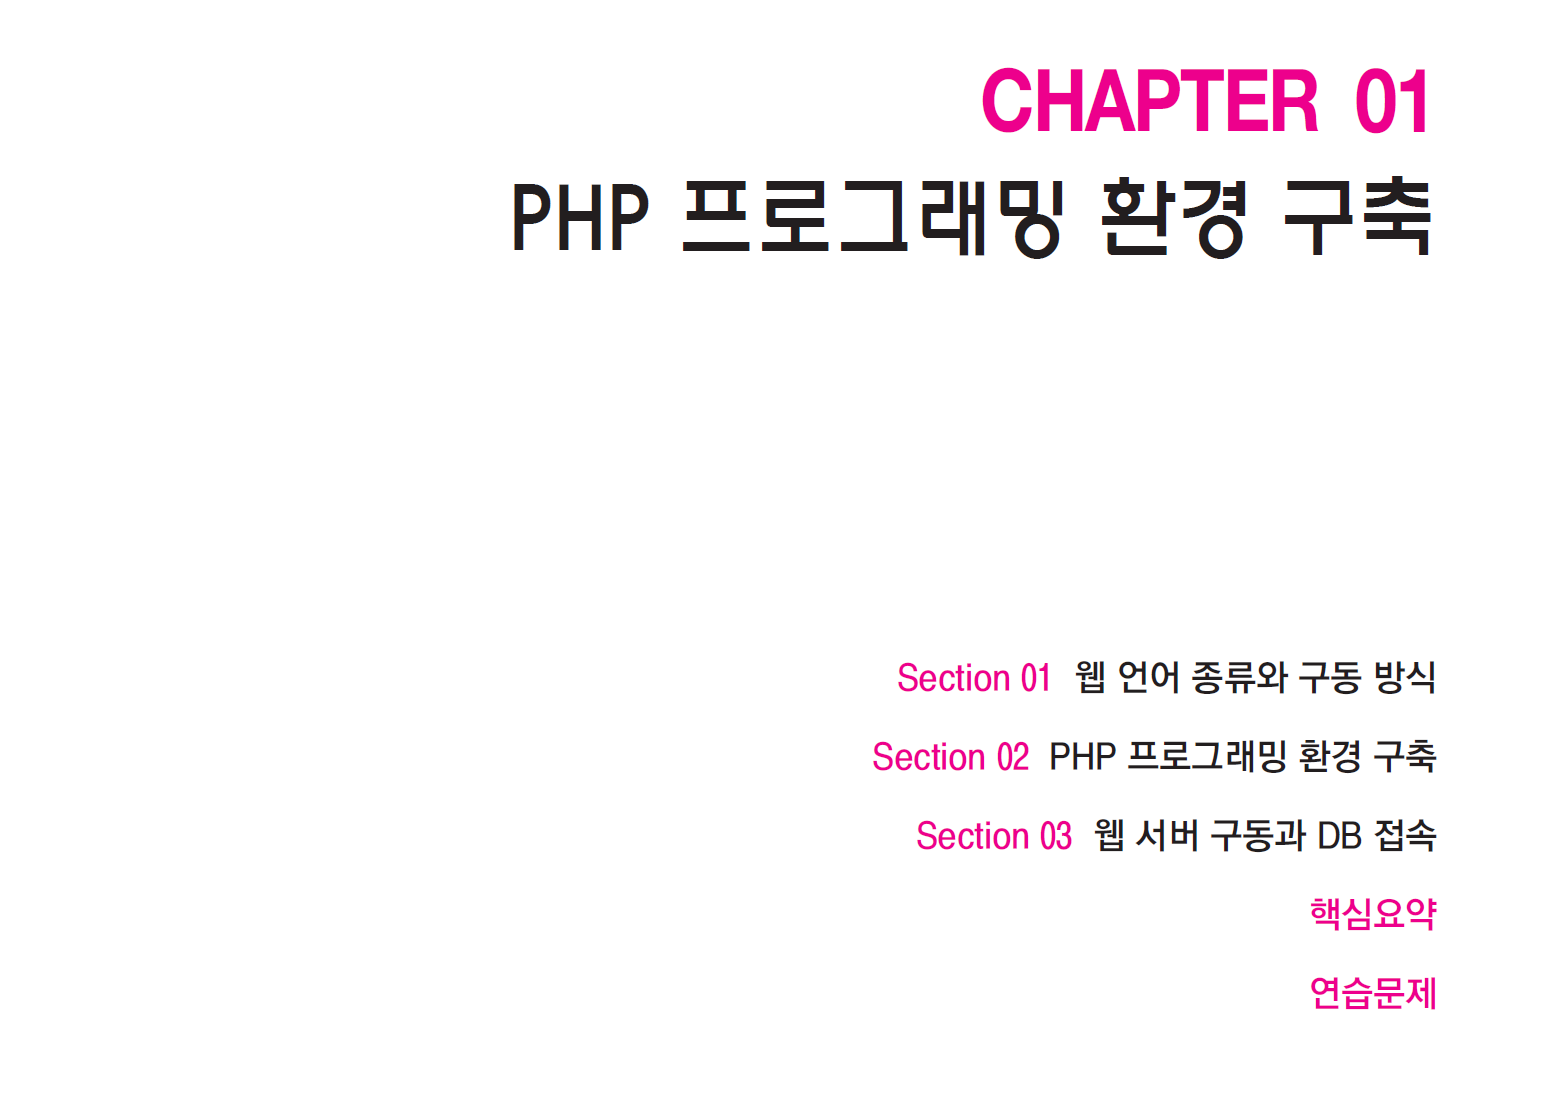 CHAPTER 01
PHP 프로그래밍 환경 구축
Section 01 웹 언어 종류와 구동 방식
Section 02 PHP 프로그래밍 환경 구축
Section 03 웹 서버 구동과 DB 접속
핵심요약
연습문제